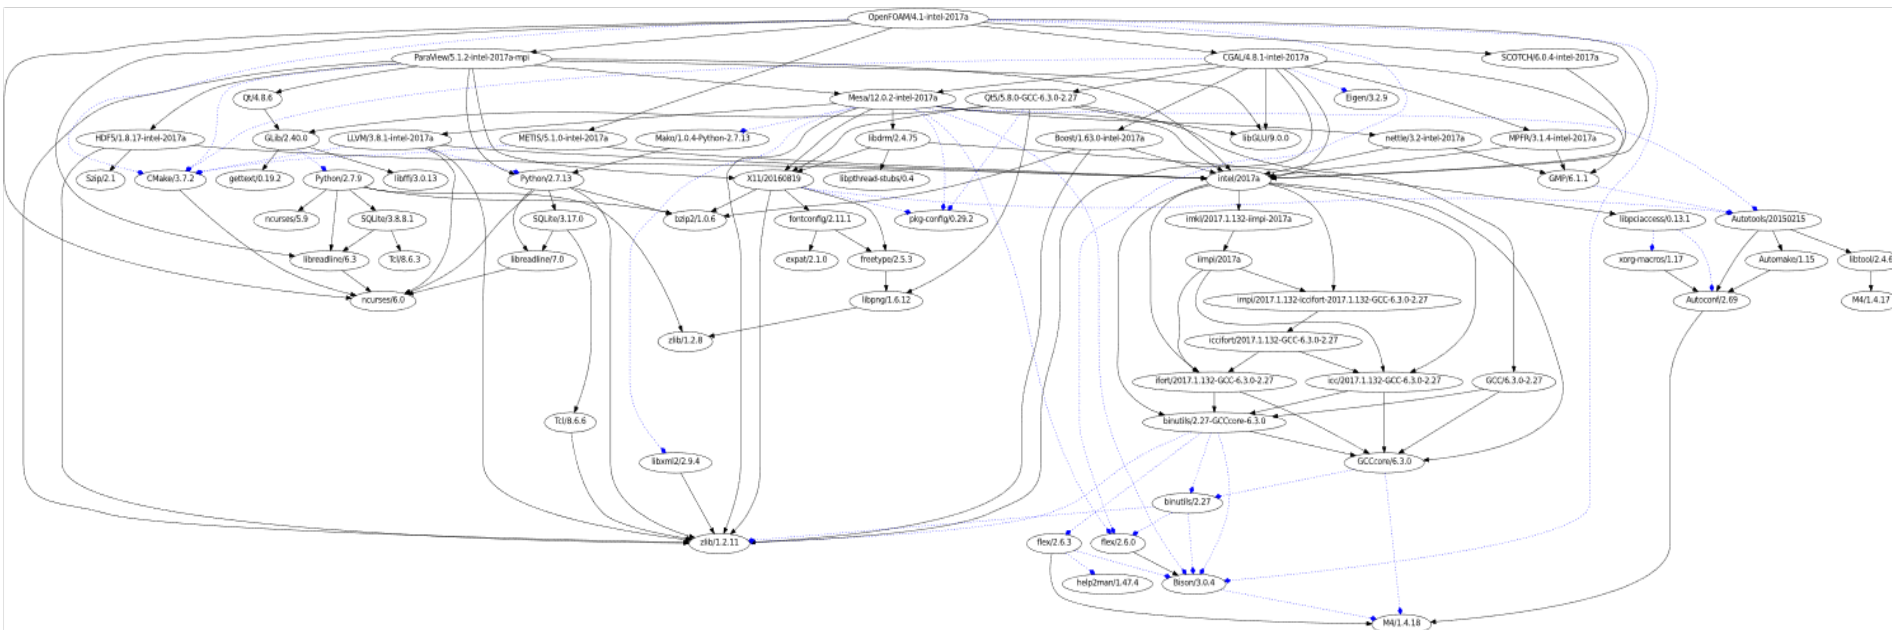 OpenFOAM/4.1-intel-2017a
ParaView/5.1.2-intel-2017a-mpi
CGAL/4.8.1-intel-2017a
SCOTCH/6.0.4-intel-2017a
Qt/4.8.6
Mesa/12.0.2-intel-2017a
Qt5/5.8.0-GCC-6.3.0-2.27
Eigen/3.2.9
HDF5/1.8.17-intel-2017a
GLib/2.40.0
LLVM/3.8.1-intel-2017a
METIS/5.1.0-intel-2017a
Mako/1.0.4-Python-2.7.13
libdrm/2.4.75
Boost/1.63.0-intel-2017a
libGLU/9.0.0
nettle/3.2-intel-2017a
MPFR/3.1.4-intel-2017a
Szip/2.1
CMake/3.7.2
gettext/0.19.2
Python/2.7.9
libffi/3.0.13
Python/2.7.13
X11/20160819
libpthread-stubs/0.4
intel/2017a
GMP/6.1.1
ncurses/5.9
SQLite/3.8.8.1
SQLite/3.17.0
bzip2/1.0.6
fontconfig/2.11.1
pkg-config/0.29.2
imkl/2017.1.132-iimpi-2017a
libpciaccess/0.13.1
Autotools/20150215
libreadline/6.3
Tcl/8.6.3
libreadline/7.0
expat/2.1.0
freetype/2.5.3
iimpi/2017a
xorg-macros/1.17
Automake/1.15
libtool/2.4.6
ncurses/6.0
libpng/1.6.12
impi/2017.1.132-iccifort-2017.1.132-GCC-6.3.0-2.27
Autoconf/2.69
M4/1.4.17
zlib/1.2.8
iccifort/2017.1.132-GCC-6.3.0-2.27
ifort/2017.1.132-GCC-6.3.0-2.27
icc/2017.1.132-GCC-6.3.0-2.27
GCC/6.3.0-2.27
Tcl/8.6.6
binutils/2.27-GCCcore-6.3.0
libxml2/2.9.4
GCCcore/6.3.0
binutils/2.27
zlib/1.2.11
flex/2.6.3
flex/2.6.0
help2man/1.47.4
Bison/3.0.4
M4/1.4.18